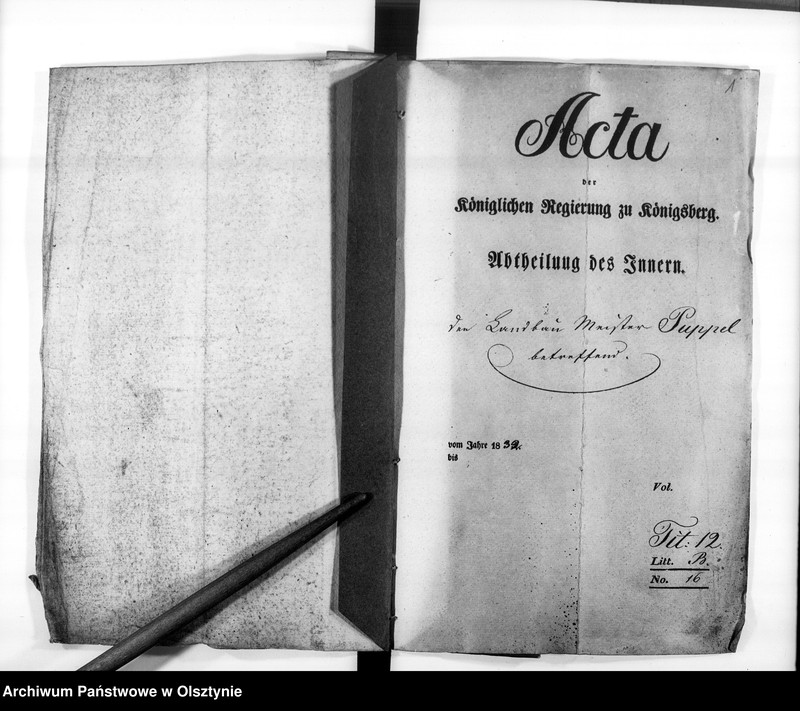 1
Acta
der
Königlichen Regierung zu Königsberg.
Abtheilung des Innern.
den Landbau Meister Puppel
betreffend.
vom Jahre 1832
bis
Vol.
Tit: 12.
Litt. B.
No. 16
Archiwum Państwowe w Olsztynie